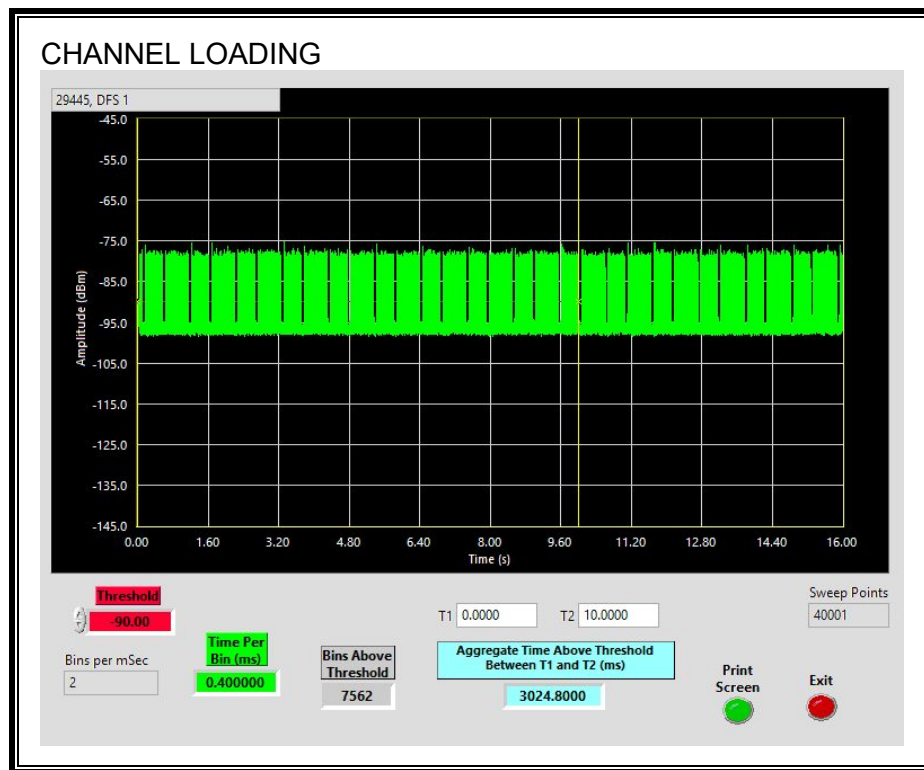 CHANNEL LOADING
29445, DFS 1
-45.0
-55.0
-65.0
-75.0
-85.0
-95.0
-105.0
-115.0
-125.0
-135.0
-145.0
Amplitude (dBm)
0.00 1.60 3.20 4.80 6.40 8.00 9.60 11.20 12.80 14.40 16.00
Time (s)
Threshold
-90.00
Bins per mSec
2
Time Per
Bin (ms)
0.400000
Bins Above
Threshold
7562
T1 0.0000 T2 10.0000
Aggregate Time Above Threshold
Between T1 and T2 (ms)
3024.8000
Print
Screen
Sweep Points
40001
Exit